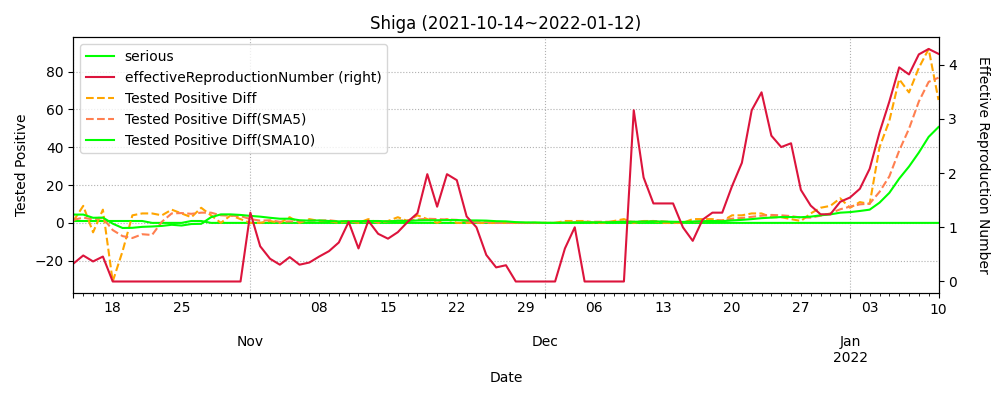 Shiga (2021-10-14~2022-01-12)
serious
effectiveReproductionNumber (right)
Tested Positive Diff
Tested Positive Diff(SMA5)
Tested Positive Diff(SMA10)
Tested Positive
80
60
40
20
0
−20
4
3
2
1
0
Effective Reproduction Number
18 25 08 15 22 29 06 13 20 27 03 10
Nov Dec Jan
2022
Date